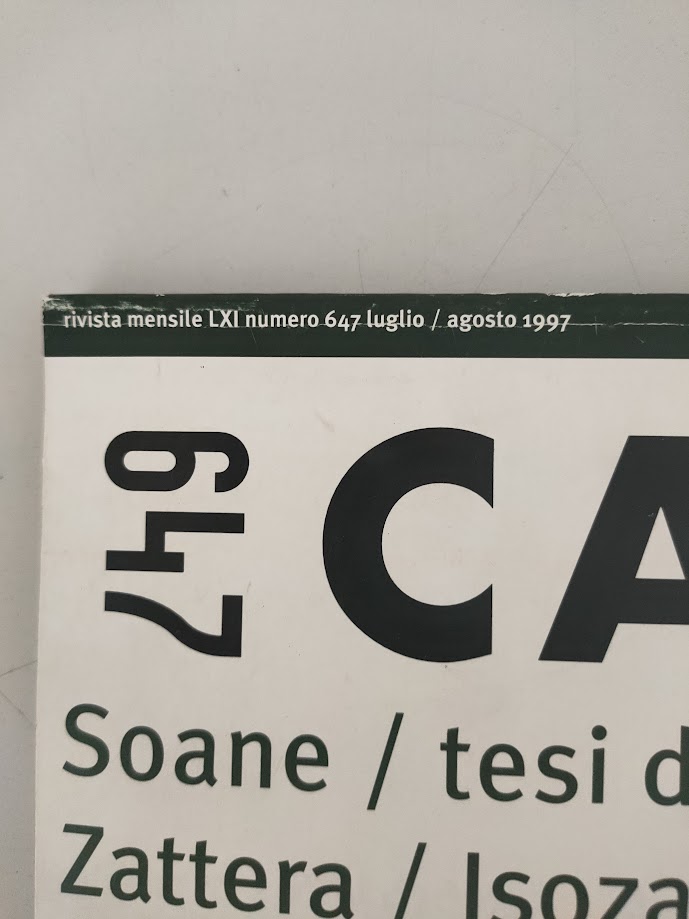 rivista mensile LXI numero 647 luglio / agosto 1997
647
CA
Soane / tesi d
Zattera / Isoza